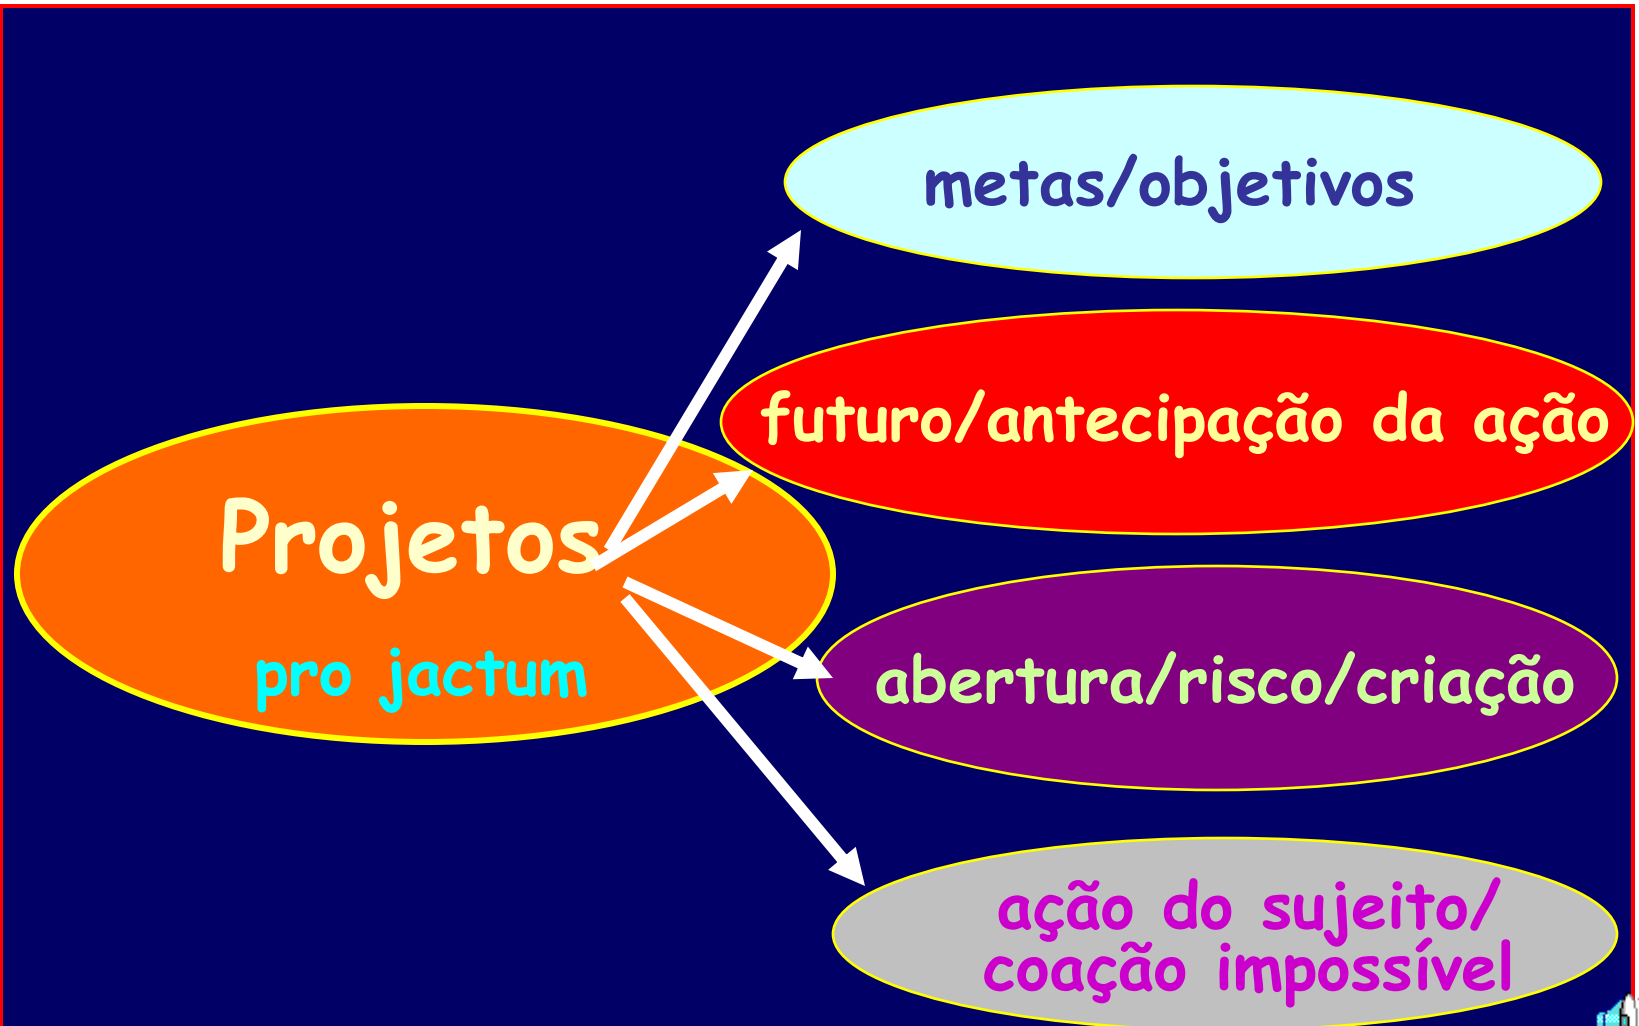 metas/objetivos
futuro/antecipação da ação
Projetos
pro jactum
abertura/risco/criação
ação do sujeito/
coação impossível